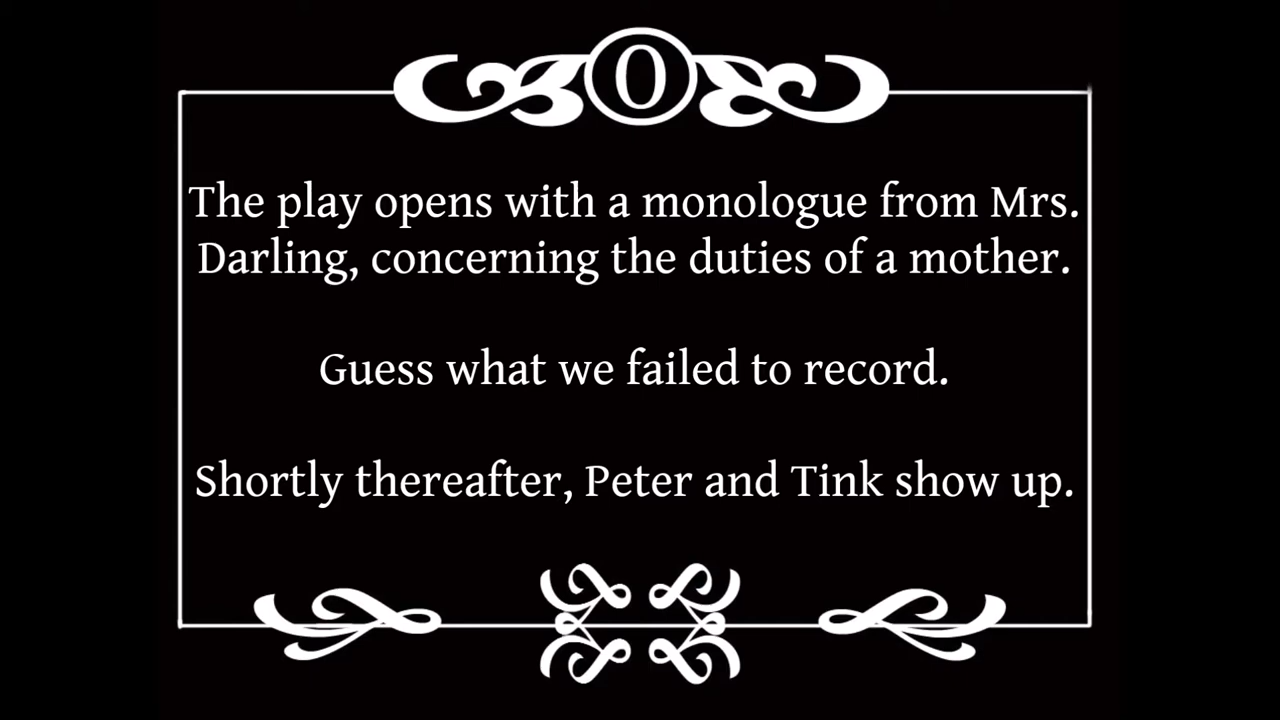 O
The play opens with a monologue from Mrs.
Darling, concerning the duties of a mother.
Guess what we failed to record.
Shortly thereafter, Peter and Tink show up.